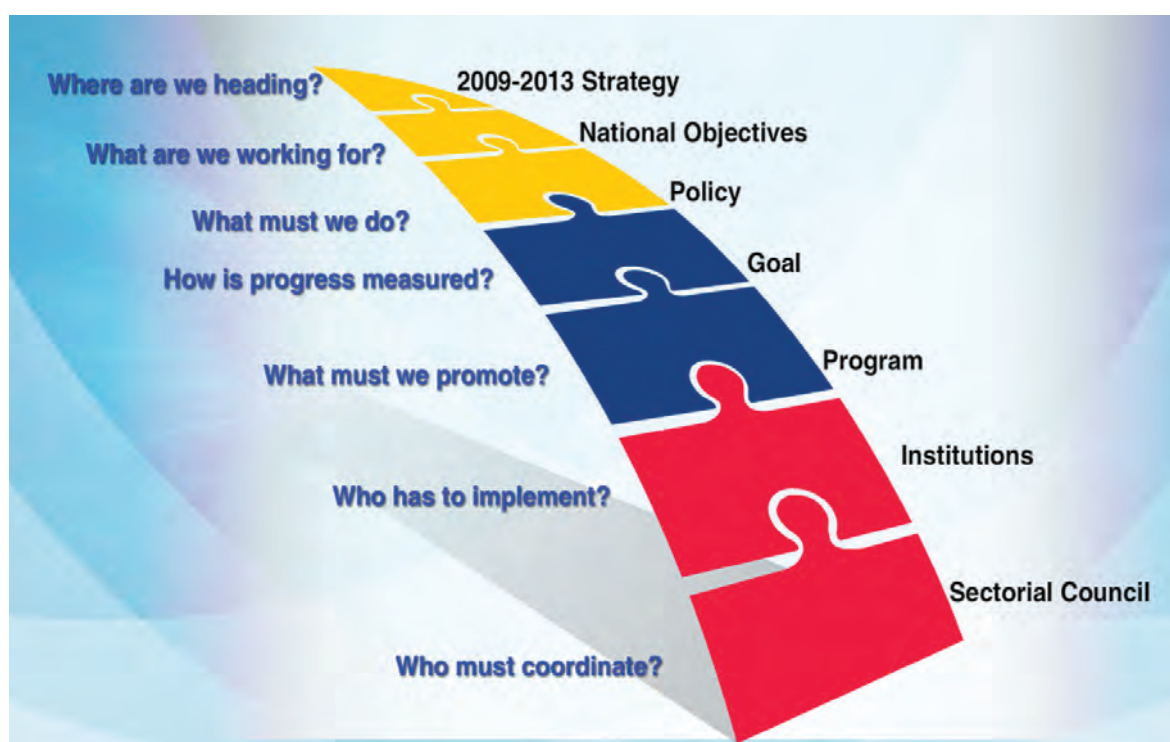 Where are we heading?
2009-2013 Strategy
What are we working for?
National Objectives
What must we do?
Policy
How is progress measured?
Goal
What must we promote?
Program
Who has to implement?
Institutions
Who must coordinate?
Sectorial Council